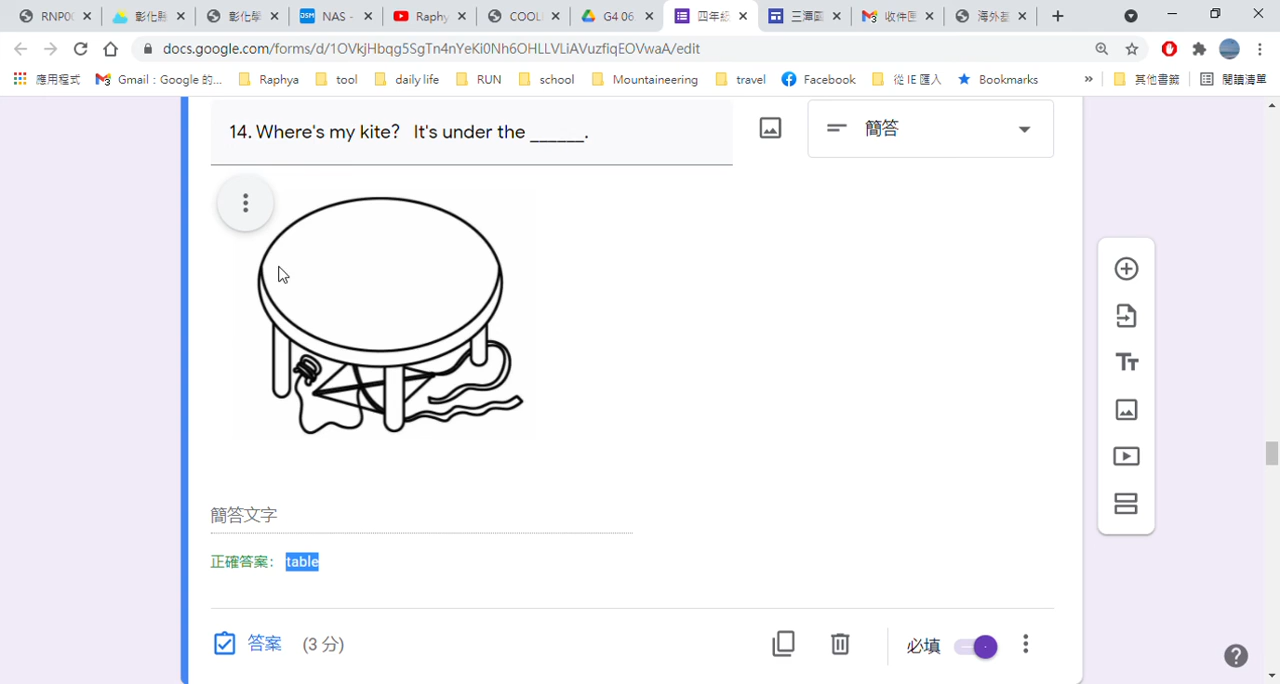 RNP0
彰化縣
彰化學
NAS -
Raphy
COOL
G4 06
四年級
三潭國
收件匣
海外
docs.google.com/forms/d/1OVkjHbqg5SgTn4nYeKi0Nh6OHLLVLiAVuzfiqEOVwaA/edit
應用程式
Gmail：Google 的...
Raphya
tool
daily life
RUN
school
Mountaineering
travel
Facebook
從 IE 匯入
Bookmarks
»
其他書籤
閱讀清單
14. Where's my kite?   It's under the ______.
簡答
簡答文字
正確答案： table
答案
(3 分)
必填